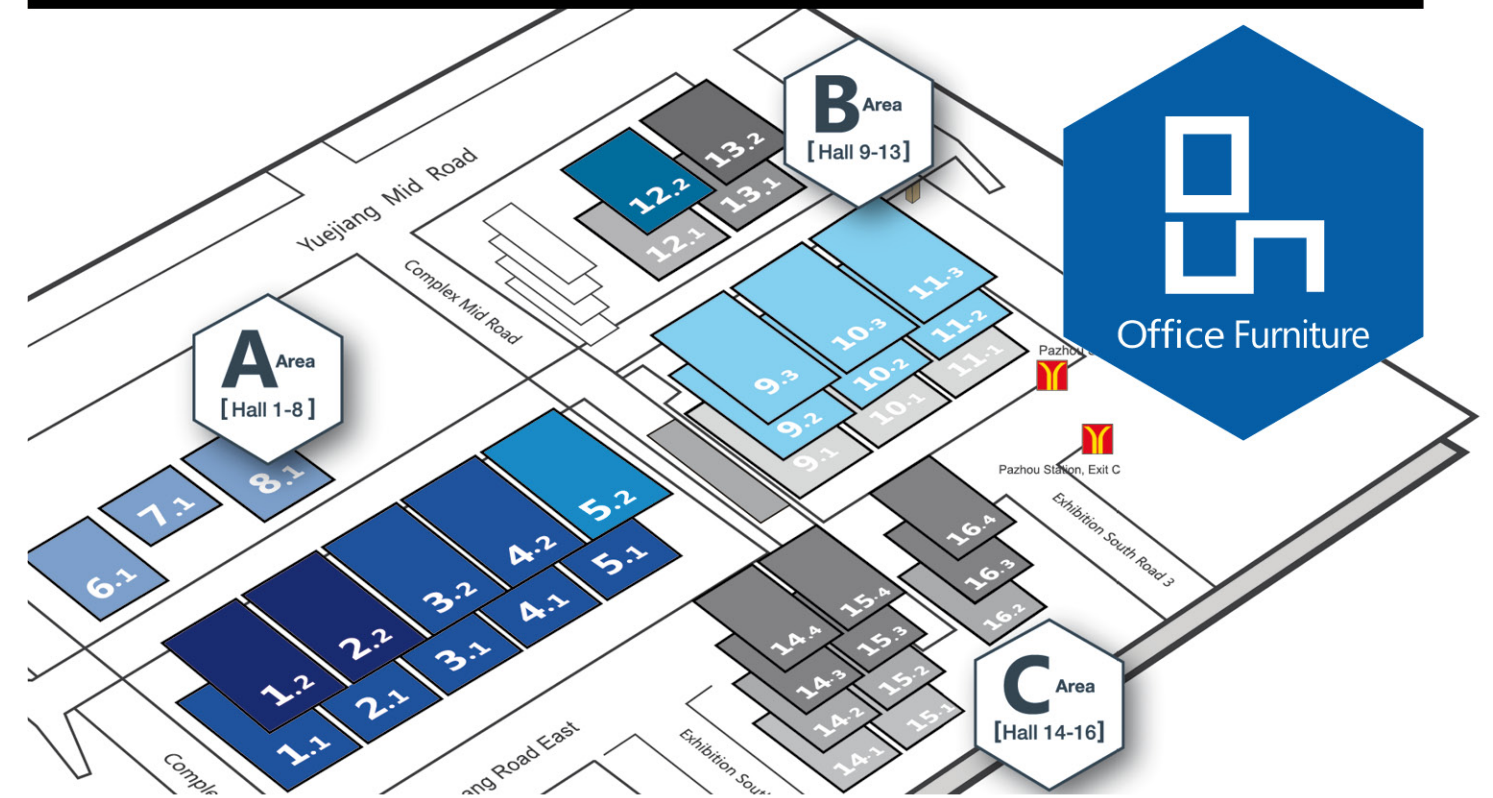 B Area
[Hall 9-13]
Office Furniture
Yuejiang Mid Road
Complex Mid Road
A Area
[Hall 1-8]
13.2
13.1
12.2
12.1
11.3
11.2
11.1
10.3
10.2
10.1
9.3
9.2
9.1
Pazhou
Pazhou Station, Exit C
Exhibition South Road 3
8.1
7.1
6.1
5.2
5.1
4.2
4.1
3.2
3.1
2.2
2.1
1.2
1.1
16.4
16.3
16.2
15.4
15.3
15.2
15.1
14.4
14.3
14.2
14.1
C Area
[Hall 14-16]
Road East
Exhibition